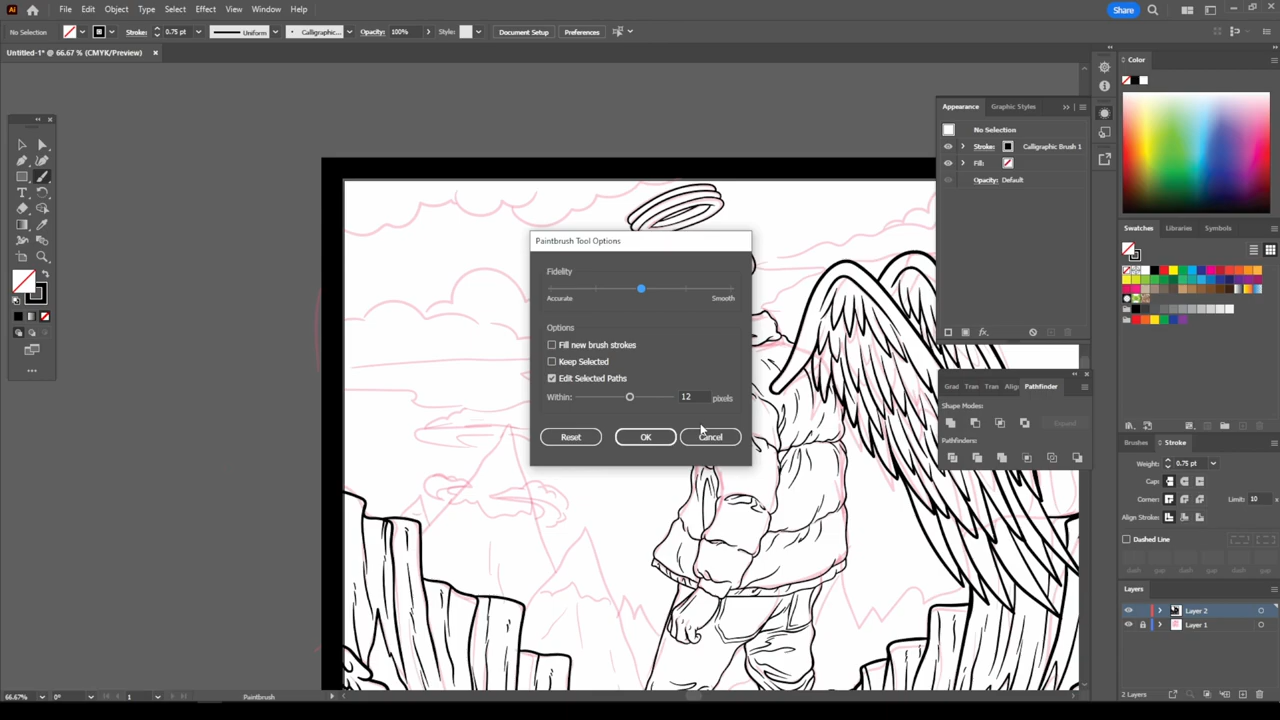 Ai File Edit Object Type Select Effect View Window Help Share
No Selection Stroke: 0.75 pt Uniform Calligraphic... Opacity: 100% Style: Document Setup Preferences
Untitled-1* @ 66.67 % (CMYK/Preview)
Color
Appearance Graphic Styles
No Selection
Stroke: Calligraphic Brush 1
Fill:
Opacity: Default
fx
Swatches Libraries Symbols
Paintbrush Tool Options
Fidelity
Accurate Smooth
Options
Fill new brush strokes
Keep Selected
Edit Selected Paths
Within: 12 pixels
Reset OK Cancel
Grad Tran Tran Alig Pathfinder
Shape Modes:
Expand
Pathfinders:
Brushes Stroke
Weight: 0.75 pt
Cap:
Corner: Limit: 10 x
Align Stroke:
Dashed Line
dash gap dash gap dash gap
Layers
Layer 2
Layer 1
2 Layers
66.67% 0° 1 Paintbrush